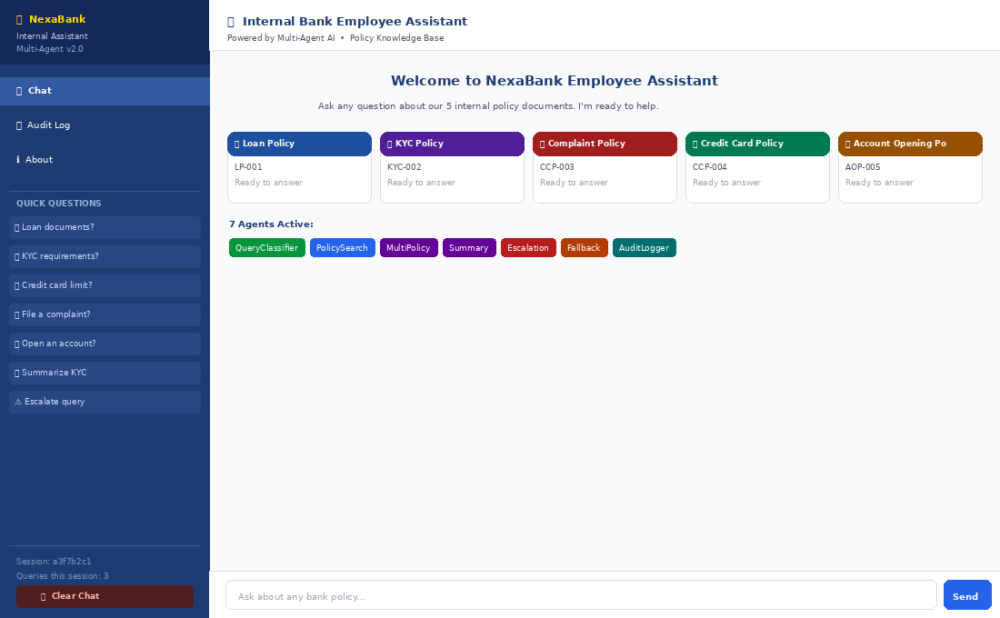 NexaBank
Internal Assistant
Multi-Agent v2.0
Chat
Audit Log
ℹ About
QUICK QUESTIONS
Loan documents?
KYC requirements?
Credit card limit?
File a complaint?
Open an account?
Summarize KYC
⚠ Escalate query
Session: a3f7b2c1
Queries this session: 3
Clear Chat
Internal Bank Employee Assistant
Powered by Multi-Agent AI • Policy Knowledge Base
Welcome to NexaBank Employee Assistant
Ask any question about our 5 internal policy documents. I'm ready to help.
Loan Policy
LP-001
Ready to answer
KYC Policy
KYC-002
Ready to answer
Complaint Policy
CCP-003
Ready to answer
Credit Card Policy
CCP-004
Ready to answer
Account Opening Po
AOP-005
Ready to answer
7 Agents Active:
QueryClassifier PolicySearch MultiPolicy Summary Escalation Fallback AuditLogger
Ask about any bank policy...
Send